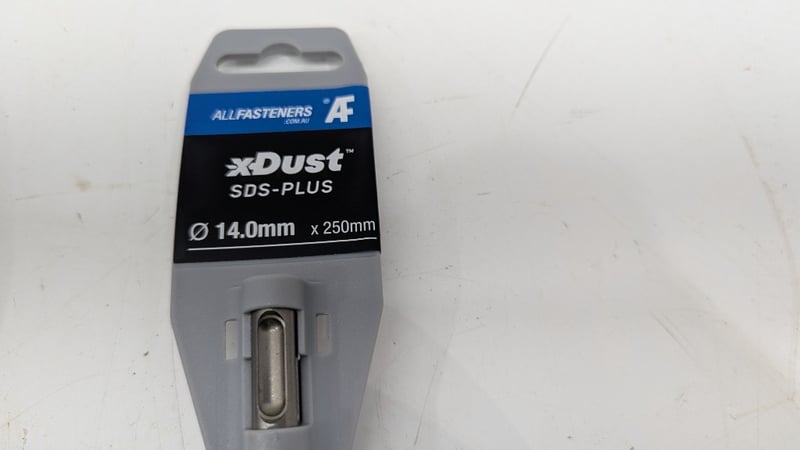 ALLFASTENERS AF
.COM.AU
xDust™
SDS-PLUS
Ø 14.0mm x 250mm